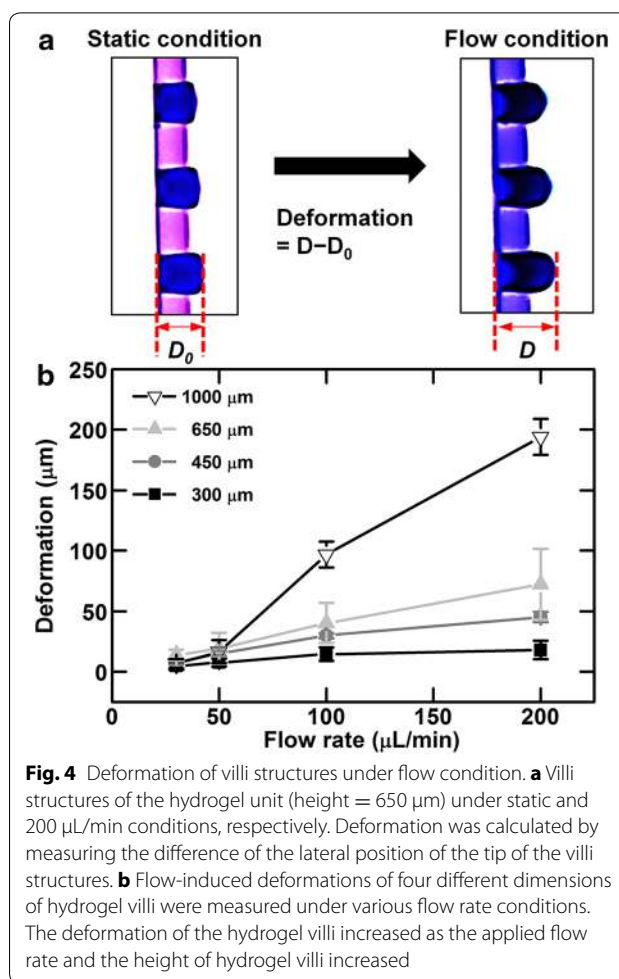 a
Static condition
Flow condition
Deformation
= D−D₀
D₀
D
b
250
200
150
100
50
0
Deformation (μm)
1000 μm
650 μm
450 μm
300 μm
0
50
100
150
200
Flow rate (μL/min)
Fig. 4 Deformation of villi structures under flow condition. a Villi
structures of the hydrogel unit (height = 650 μm) under static and
200 μL/min conditions, respectively. Deformation was calculated by
measuring the difference of the lateral position of the tip of the villi
structures. b Flow-induced deformations of four different dimensions
of hydrogel villi were measured under various flow rate conditions.
The deformation of the hydrogel villi increased as the applied flow
rate and the height of hydrogel villi increased